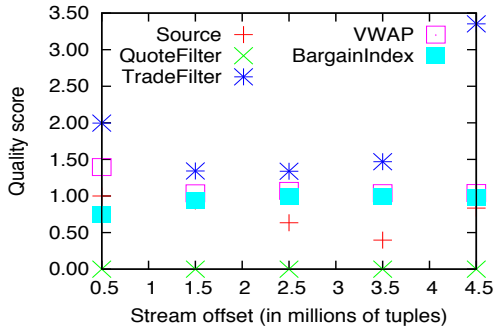 3.50
3.00
2.50
2.00
1.50
1.00
0.50
0.00
Quality score
Source
QuoteFilter
TradeFilter
VWAP
BargainIndex
0.5 1 1.5 2 2.5 3 3.5 4 4.5
Stream offset (in millions of tuples)